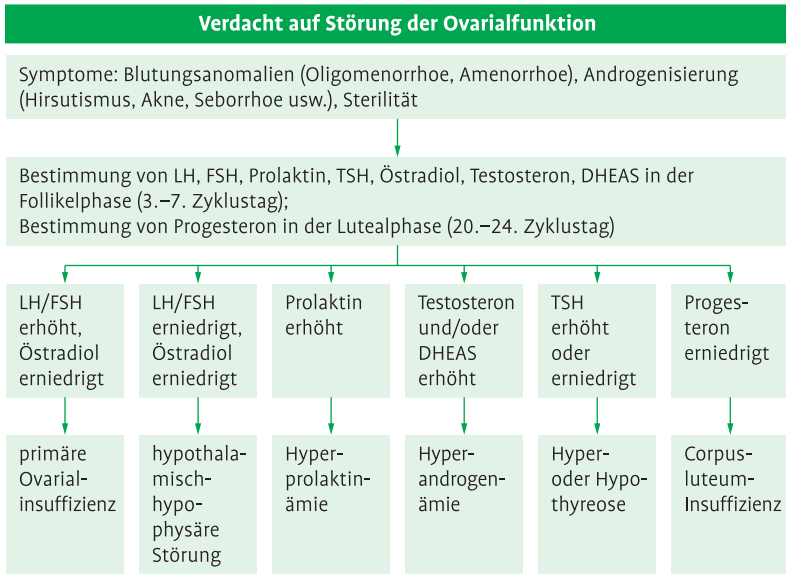 Verdacht auf Störung der Ovarialfunktion
Symptome: Blutungsanomalien (Oligomenorrhoe, Amenorrhoe), Androgenisierung
(Hirsutismus, Akne, Seborrhoe usw.), Sterilität
Bestimmung von LH, FSH, Prolaktin, TSH, Östradiol, Testosteron, DHEAS in der
Follikelphase (3.–7. Zyklustag);
Bestimmung von Progesteron in der Lutealphase (20.–24. Zyklustag)
LH/FSH
erhöht,
Östradiol
erniedrigt
LH/FSH
erniedrigt,
Östradiol
erniedrigt
Prolaktin
erhöht
Testosteron
und/oder
DHEAS
erhöht
TSH
erhöht
oder
erniedrigt
Proges-
teron
erniedrigt
primäre
Ovarial-
insuffizienz
hypothala-
misch-
hypo-
physäre
Störung
Hyper-
prolaktin-
ämie
Hyper-
androgen-
ämie
Hyper-
oder Hypo-
thyreose
Corpus-
luteum-
Insuffizienz